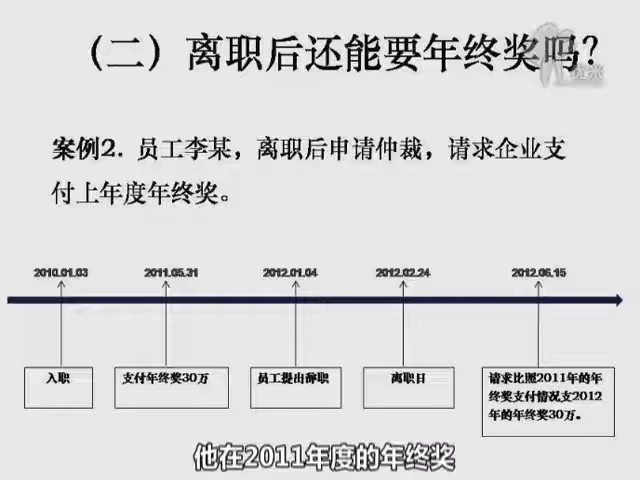 （二）离职后还能要年终奖吗？
案例2. 员工李某，离职后申请仲裁，请求企业支
付上年度年终奖。
2010.01.03
2011.05.31
2012.01.04
2012.02.24
2012.06.15
入职
支付年终奖30万
员工提出辞职
离职日
请求比照2011年的年
终奖支付情况支2012
年的年终奖30万。
他在2011年度的年终奖